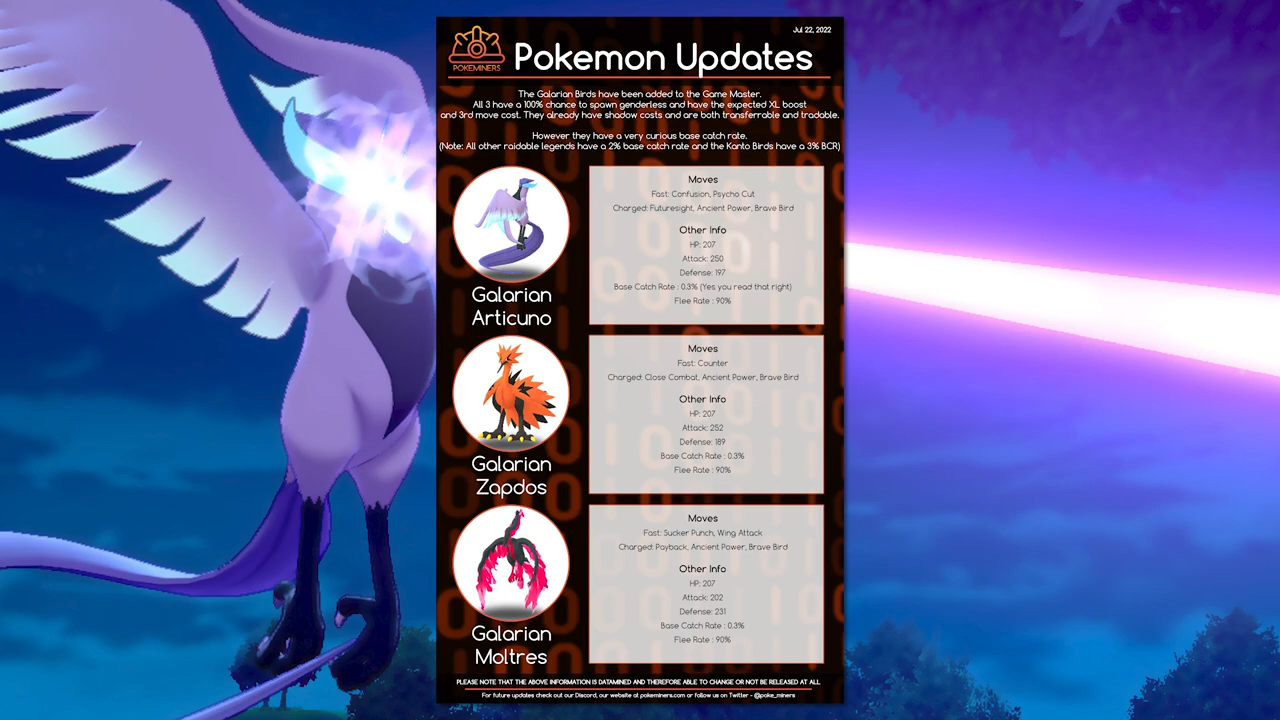 Jul 22, 2022
POKEMINERS
Pokemon Updates
The Galarian Birds have been added to the Game Master.
All 3 have a 100% chance to spawn genderless and have the expected XL boost
and 3rd move cost. They already have shadow costs and are both transferrable and tradable.
However they have a very curious base catch rate.
(Note: All other raidable legends have a 2% base catch rate and the Kanto Birds have a 3% BCR)
Galarian
Articuno
Moves
Fast: Confusion, Psycho Cut
Charged: Futuresight, Ancient Power, Brave Bird
Other Info
HP: 207
Attack: 250
Defense: 197
Base Catch Rate : 0.3% (Yes you read that right)
Flee Rate : 90%
Galarian
Zapdos
Moves
Fast: Counter
Charged: Close Combat, Ancient Power, Brave Bird
Other Info
HP: 207
Attack: 252
Defense: 189
Base Catch Rate : 0.3%
Flee Rate : 90%
Galarian
Moltres
Moves
Fast: Sucker Punch, Wing Attack
Charged: Payback, Ancient Power, Brave Bird
Other Info
HP: 207
Attack: 202
Defense: 231
Base Catch Rate : 0.3%
Flee Rate : 90%
PLEASE NOTE THAT THE ABOVE INFORMATION IS DATAMINED AND THEREFORE ABLE TO CHANGE OR NOT BE RELEASED AT ALL
For future updates check out our Discord, our website at pokeminers.com or follow us on Twitter - @poke_miners